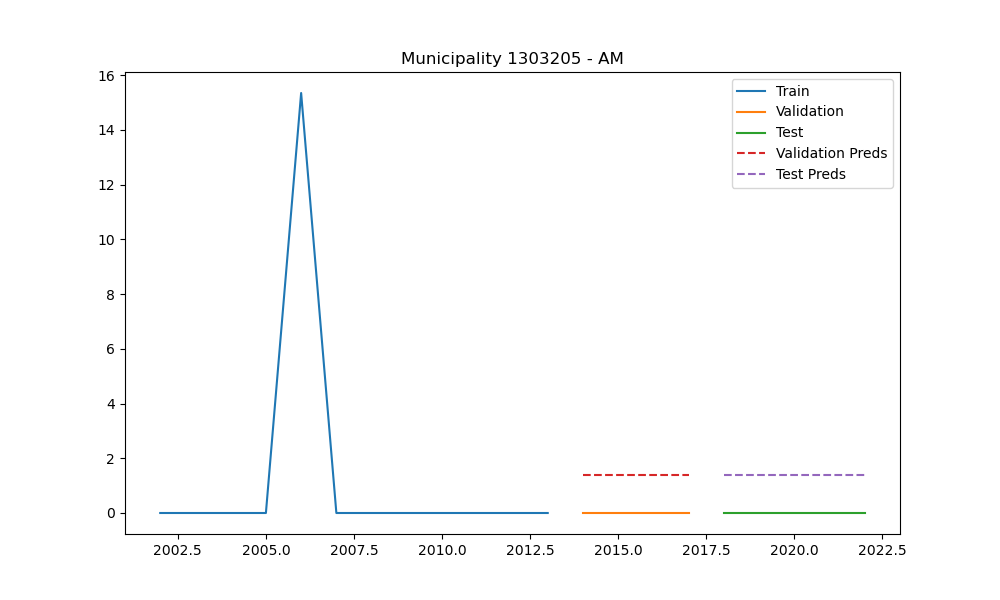 Municipality 1303205 - AM
16
14
12
10
8
6
4
2
0
2002.5 2005.0 2007.5 2010.0 2012.5 2015.0 2017.5 2020.0 2022.5
Train
Validation
Test
Validation Preds
Test Preds